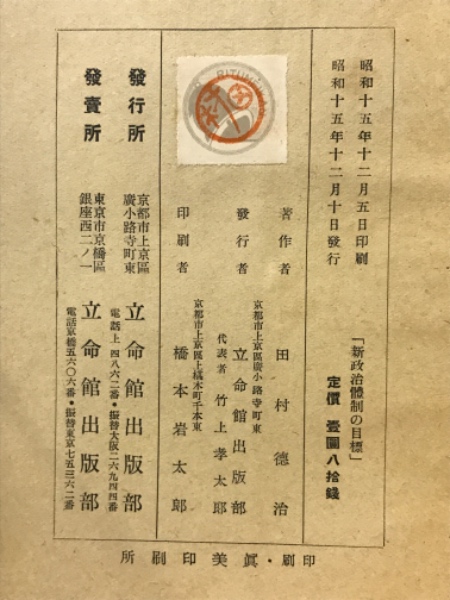 昭和十五年十二月五日印刷
昭和十五年十二月十日發行
「新政治體制の目標」
定價 壹圓八拾錢
著作者 田村德治
京都市上京區廣小路寺町東
發行者 立命館出版部
代表者 竹上孝太郎
京都市上京區上樵木町千本東
印刷者 橋本岩太郎
發行所 京都市上京區廣小路寺町東 立命館出版部
電話上四八六二番・振替大阪二六九四四番
發賣所 東京市京橋區銀座西二ノ一 立命館出版部
電話京橋五六〇六番・振替東京七五三六二番
印刷・眞美印刷所